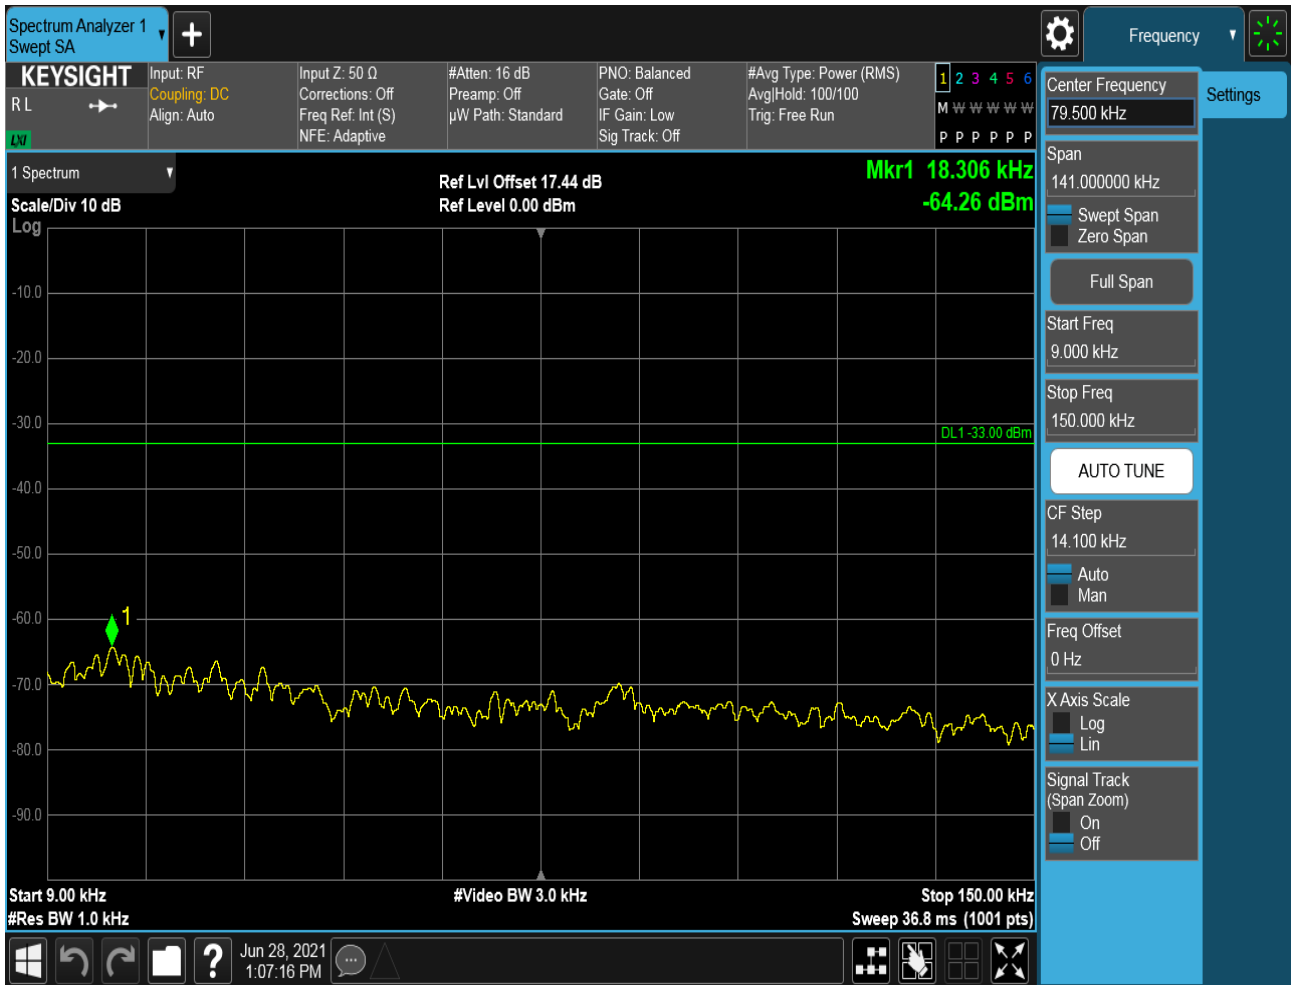 Spectrum Analyzer 1
Swept SA
Frequency
KEYSIGHT
R L
LXI
Input: RF
Coupling: DC
Align: Auto
Input Z: 50 Ω
Corrections: Off
Freq Ref: Int (S)
NFE: Adaptive
#Atten: 16 dB
Preamp: Off
µW Path: Standard
PNO: Balanced
Gate: Off
IF Gain: Low
Sig Track: Off
#Avg Type: Power (RMS)
Avg|Hold: 100/100
Trig: Free Run
1 2 3 4 5 6
M W W W W W
P P P P P P
1 Spectrum
Scale/Div 10 dB
Log
Ref Lvl Offset 17.44 dB
Ref Level 0.00 dBm
Mkr1 18.306 kHz
-64.26 dBm
-10.0
-20.0
-30.0
DL1 -33.00 dBm
-40.0
-50.0
-60.0
1
-70.0
-80.0
-90.0
Start 9.00 kHz
#Video BW 3.0 kHz
Stop 150.00 kHz
#Res BW 1.0 kHz
Sweep 36.8 ms (1001 pts)
?
Jun 28, 2021
1:07:16 PM
Center Frequency
79.500 kHz
Settings
Span
141.000000 kHz
Swept Span
Zero Span
Full Span
Start Freq
9.000 kHz
Stop Freq
150.000 kHz
AUTO TUNE
CF Step
14.100 kHz
Auto
Man
Freq Offset
0 Hz
X Axis Scale
Log
Lin
Signal Track
(Span Zoom)
On
Off